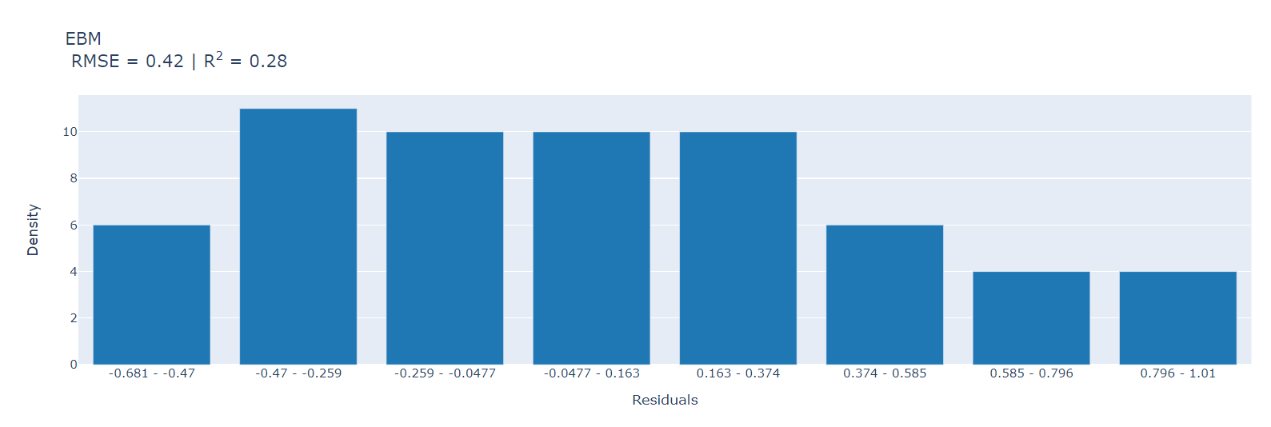 EBM
RMSE = 0.42 | R² = 0.28
Density
10
8
6
4
2
0
-0.681 - -0.47
-0.47 - -0.259
-0.259 - -0.0477
-0.0477 - 0.163
0.163 - 0.374
0.374 - 0.585
0.585 - 0.796
0.796 - 1.01
Residuals